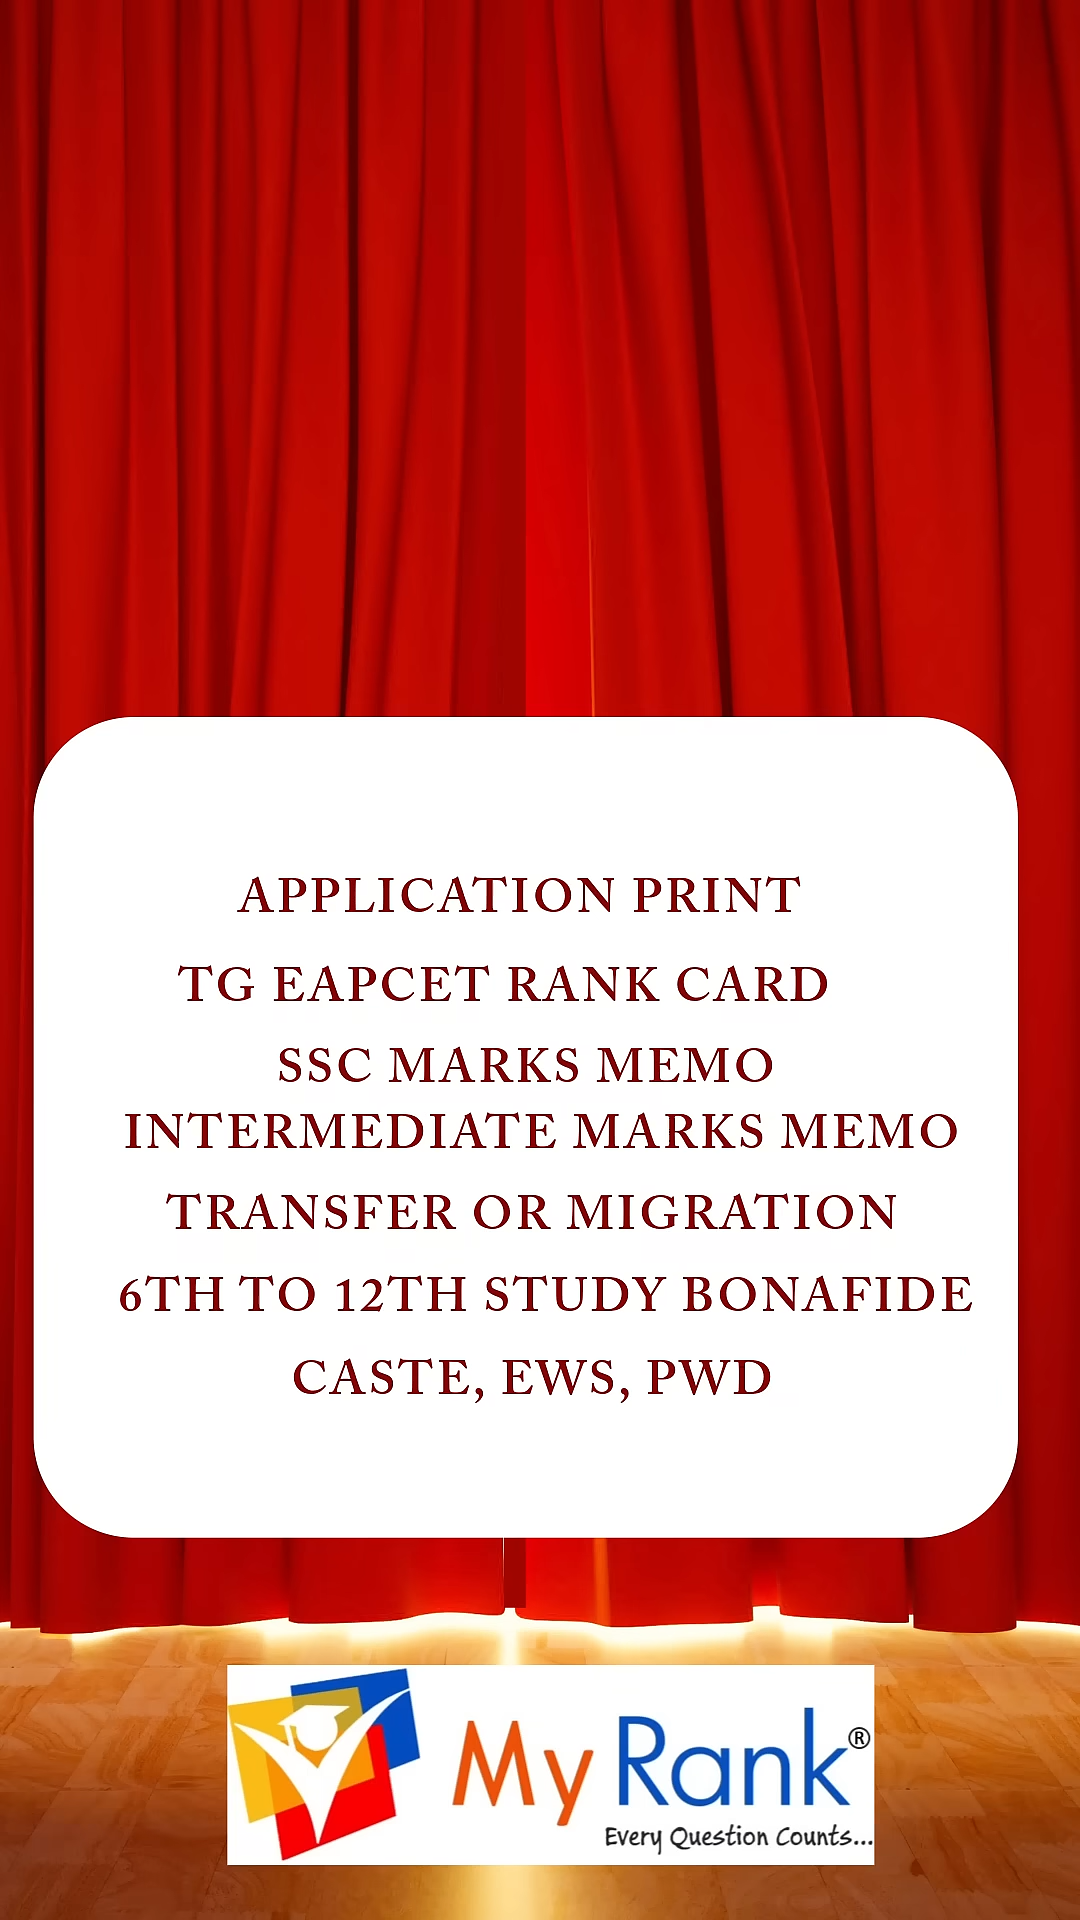 APPLICATION PRINT
TG EAPCET RANK CARD
SSC MARKS MEMO
INTERMEDIATE MARKS MEMO
TRANSFER OR MIGRATION
6TH TO 12TH STUDY BONAFIDE
CASTE, EWS, PWD
My Rank®
Every Question Counts...